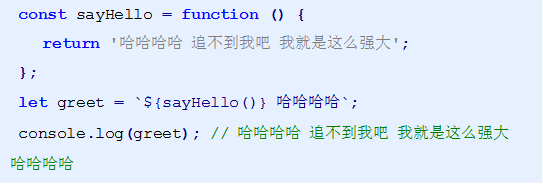 const sayHello = function () {
return '哈哈哈哈 追不到我吧 我就是这么强大';
};
let greet = `${sayHello()} 哈哈哈哈`;
console.log(greet); // 哈哈哈哈 追不到我吧 我就是这么强大
哈哈哈哈